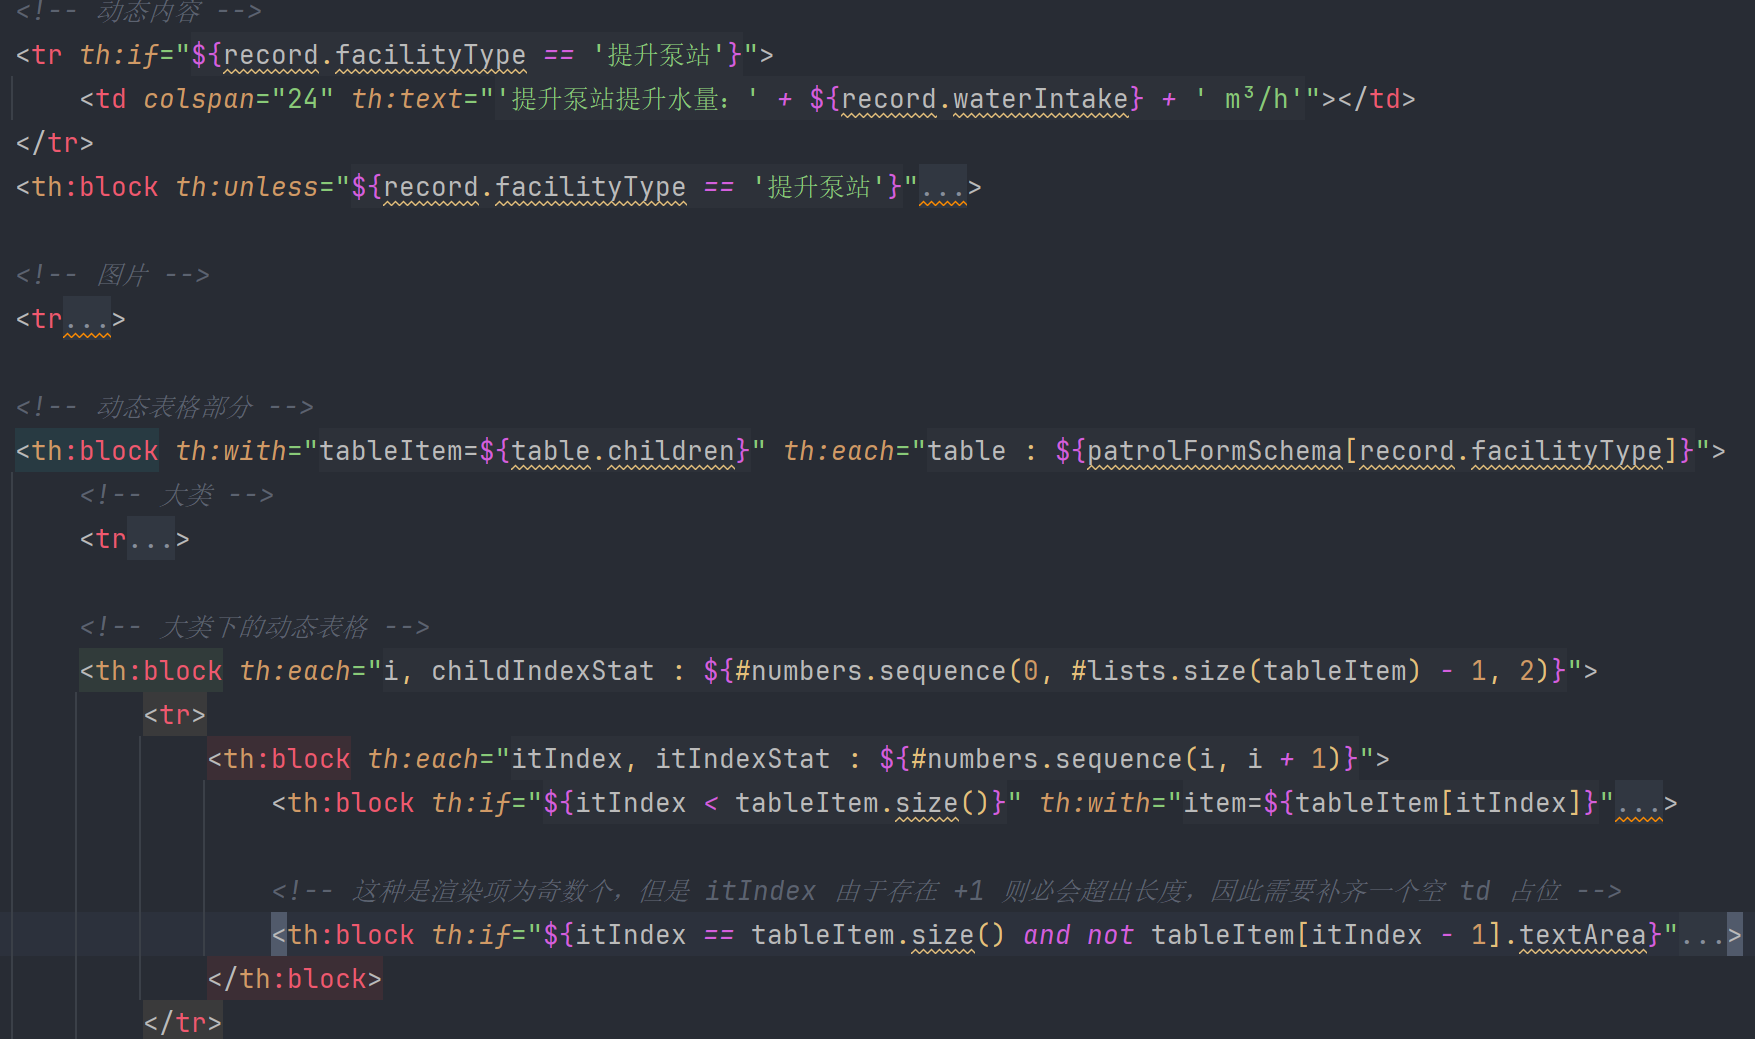 <!-- 动态内容 -->
<tr th:if="${record.facilityType == '提升泵站'}">
<td colspan="24" th:text="'提升泵站提升水量：' + ${record.waterIntake} + ' m³/h'"></td>
</tr>
<th:block th:unless="${record.facilityType == '提升泵站'}"...>
<!-- 图片 -->
<tr...>
<!-- 动态表格部分 -->
<th:block th:with="tableItem=${table.children}" th:each="table : ${patrolFormSchema[record.facilityType]}">
<!-- 大类 -->
<tr...>
<!-- 大类下的动态表格 -->
<th:block th:each="i, childIndexStat : ${#numbers.sequence(0, #lists.size(tableItem) - 1, 2)}">
<tr>
<th:block th:each="itIndex, itIndexStat : ${#numbers.sequence(i, i + 1)}">
<th:block th:if="${itIndex < tableItem.size()}" th:with="item=${tableItem[itIndex]}"...>
<!-- 这种是渲染项为奇数个，但是 itIndex 由于存在 +1 则必会超出长度，因此需要补齐一个空 td 占位 -->
<th:block th:if="${itIndex == tableItem.size() and not tableItem[itIndex - 1].textArea}"...>
</th:block>
</tr>